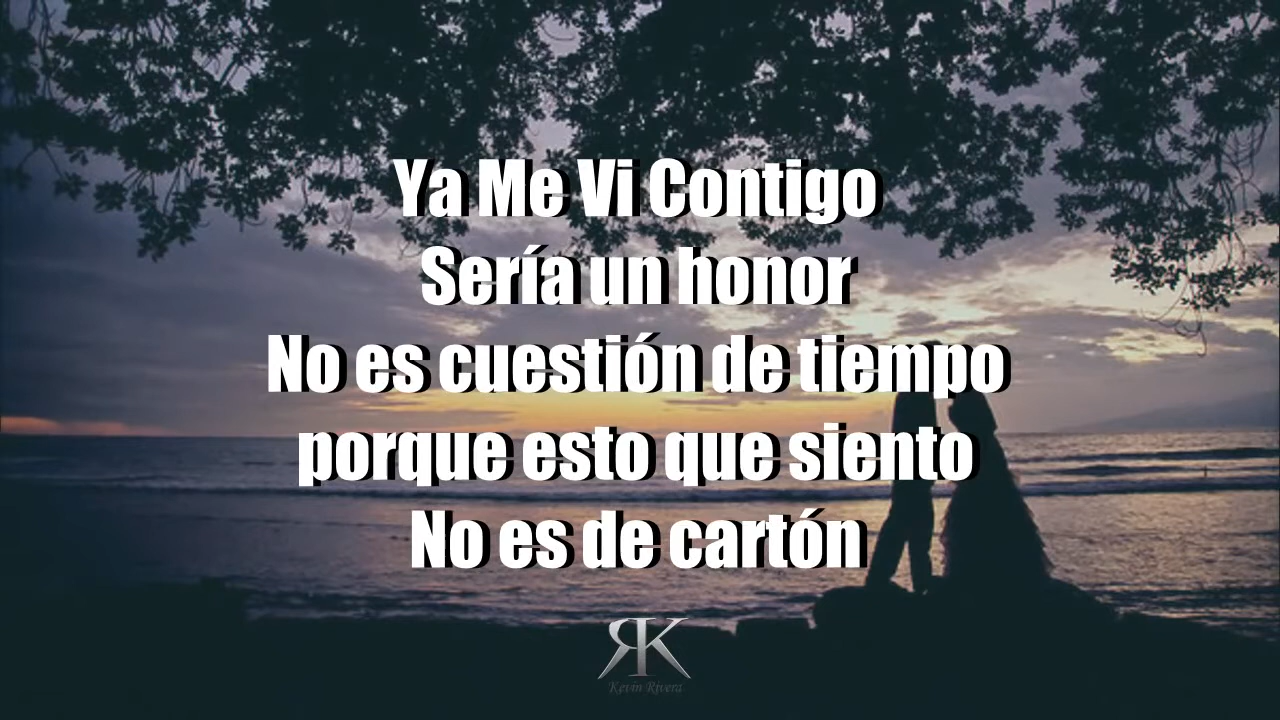 Ya Me Vi Contigo
Sería un honor
No es cuestión de tiempo
porque esto que siento
No es de cartón
RK
Kevin Rivera